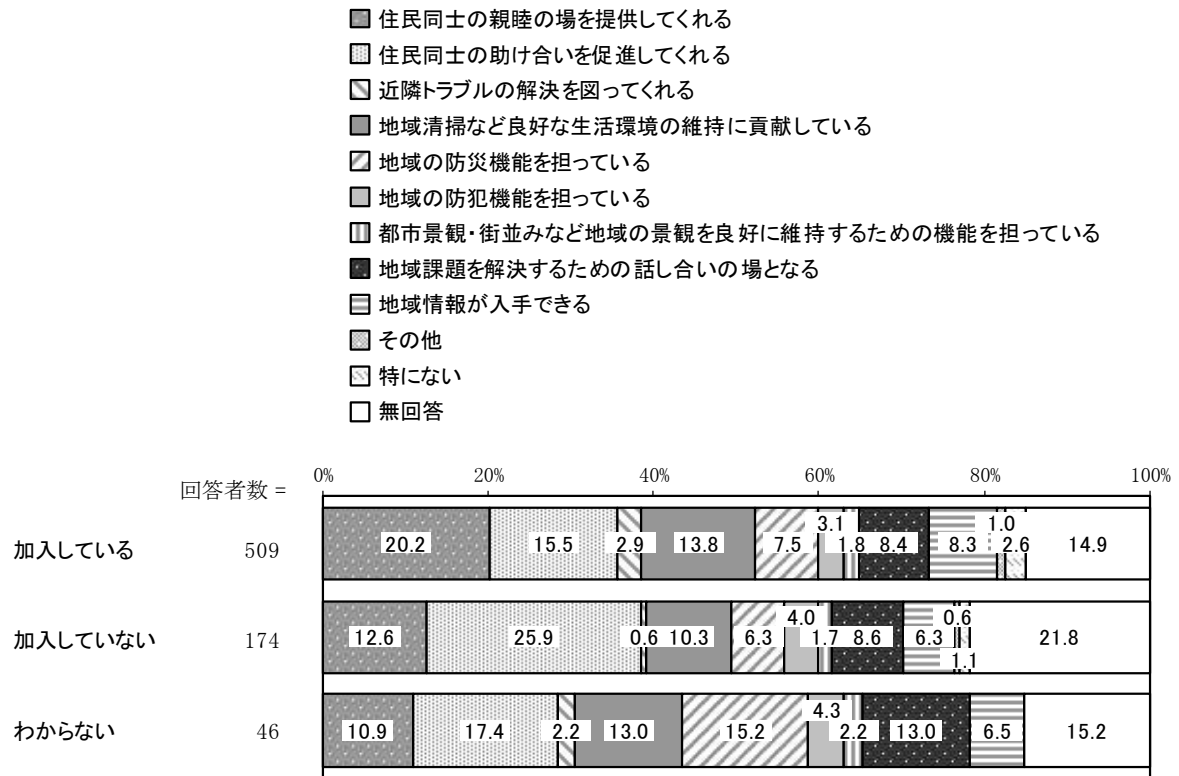 住民同士の親睦の場を提供してくれる
住民同士の助け合いを促進してくれる
近隣トラブルの解決を図ってくれる
地域清掃など良好な生活環境の維持に貢献している
地域の防災機能を担っている
地域の防犯機能を担っている
都市景観・街並みなど地域の景観を良好に維持するための機能を担っている
地域課題を解決するための話し合いの場となる
地域情報が入手できる
その他
特にない
無回答
0% 20% 40% 60% 80% 100%
回答者数 =
加入している 509 20.2 15.5 2.9 13.8 7.5 3.1 1.8 8.4 8.3 1.0 2.6 14.9
加入していない 174 12.6 25.9 0.6 10.3 6.3 4.0 1.7 8.6 6.3 0.6 1.1 21.8
わからない 46 10.9 17.4 2.2 13.0 15.2 4.3 2.2 13.0 6.5 15.2